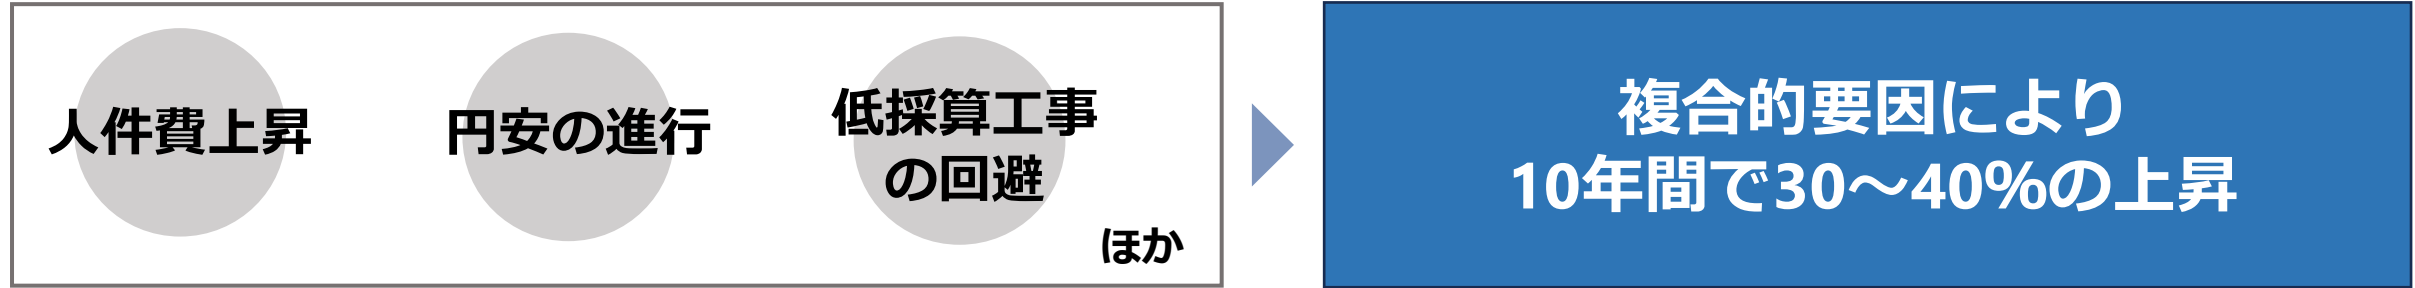 人件費上昇
円安の進行
低採算工事
の回避
ほか
複合的要因により
10年間で30～40％の上昇